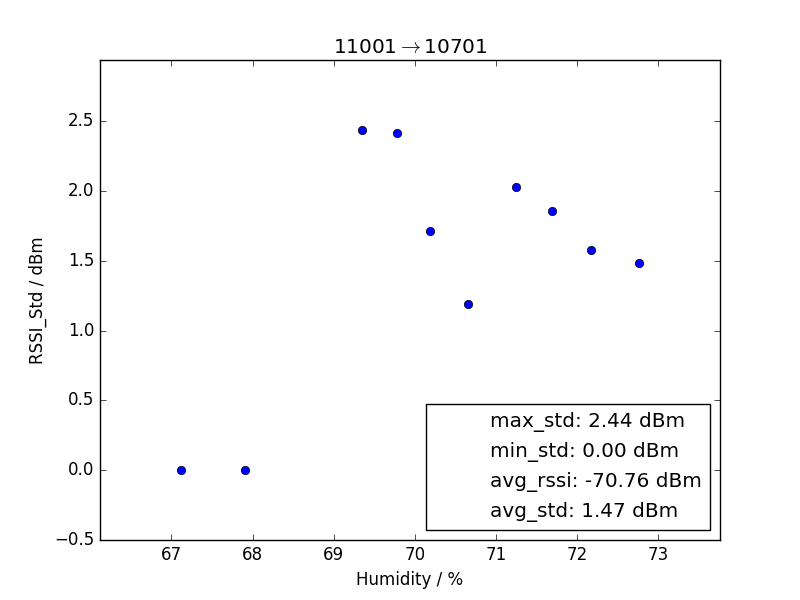 11001→10701
2.5
2.0
1.5
1.0
0.5
0.0
−0.5
RSSI_Std / dBm
max_std: 2.44 dBm
min_std: 0.00 dBm
avg_rssi: -70.76 dBm
avg_std: 1.47 dBm
67 68 69 70 71 72 73
Humidity / %